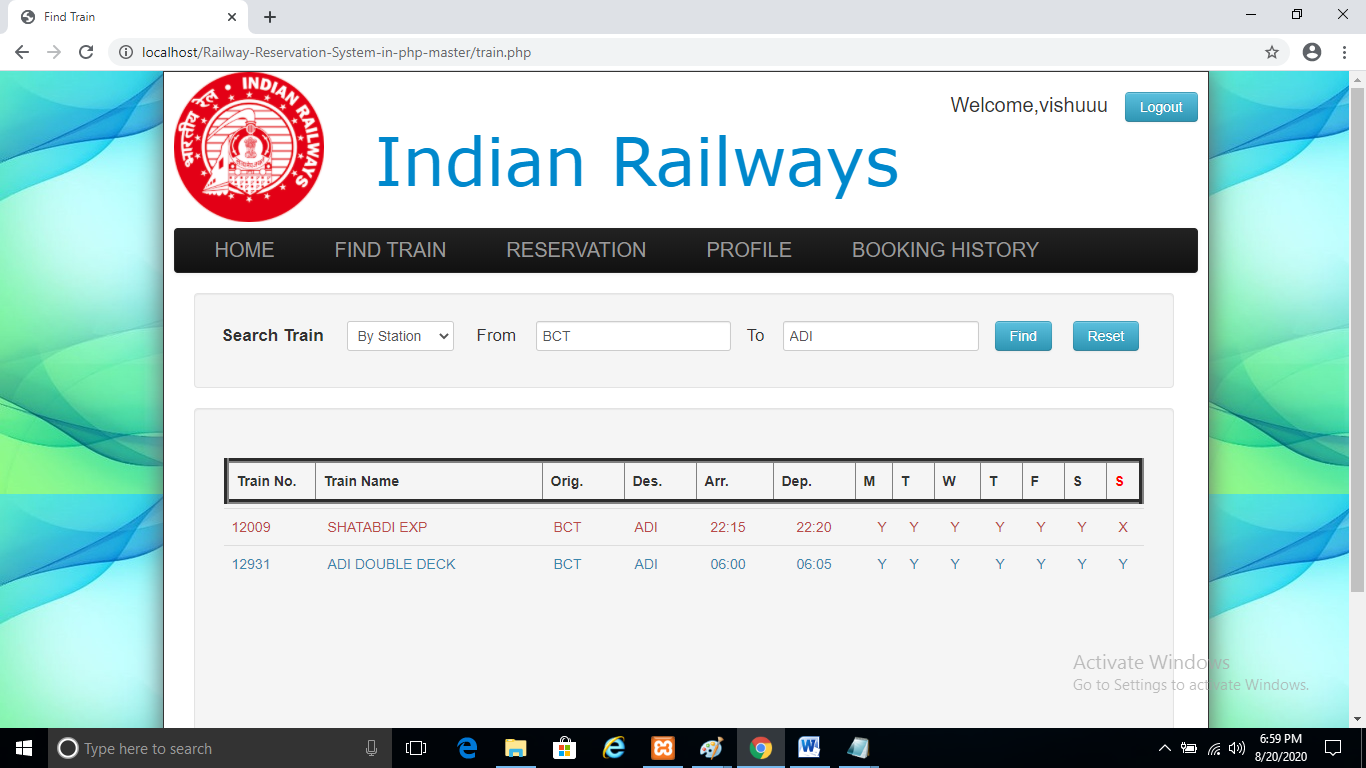 Find Train
localhost/Railway-Reservation-System-in-php-master/train.php
भारतीय रेल • INDIAN RAILWAYS
Welcome,vishuuu Logout
Indian Railways
HOME FIND TRAIN RESERVATION PROFILE BOOKING HISTORY
Search Train By Station From BCT To ADI Find Reset
Train No. Train Name Orig. Des. Arr. Dep. M T W T F S S
12009 SHATABDI EXP BCT ADI 22:15 22:20 Y Y Y Y Y Y X
12931 ADI DOUBLE DECK BCT ADI 06:00 06:05 Y Y Y Y Y Y Y
Activate Windows
Go to Settings to activate Windows.
Type here to search
6:59 PM
8/20/2020